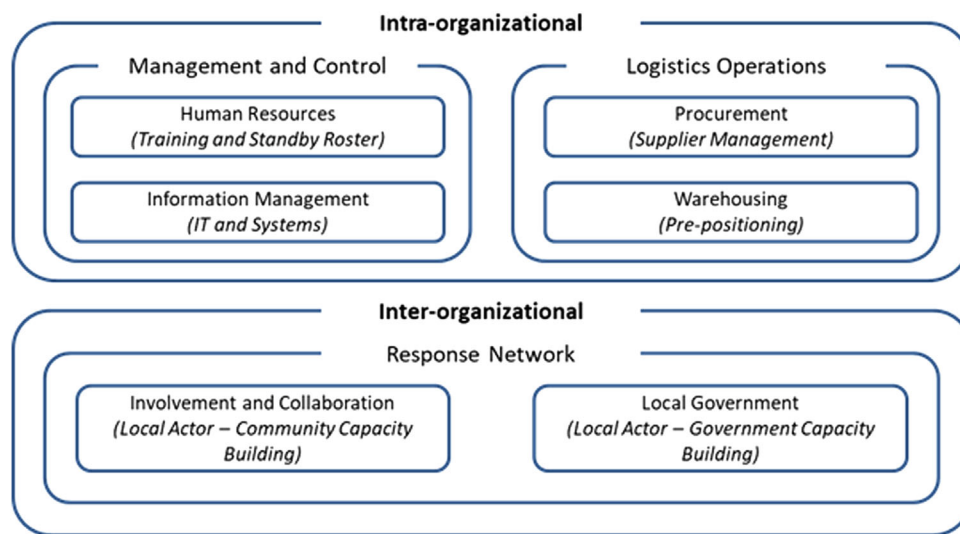 Intra-organizational
Management and Control
Human Resources
(Training and Standby Roster)
Information Management
(IT and Systems)
Logistics Operations
Procurement
(Supplier Management)
Warehousing
(Pre-positioning)
Inter-organizational
Response Network
Involvement and Collaboration
(Local Actor – Community Capacity
Building)
Local Government
(Local Actor – Government Capacity
Building)